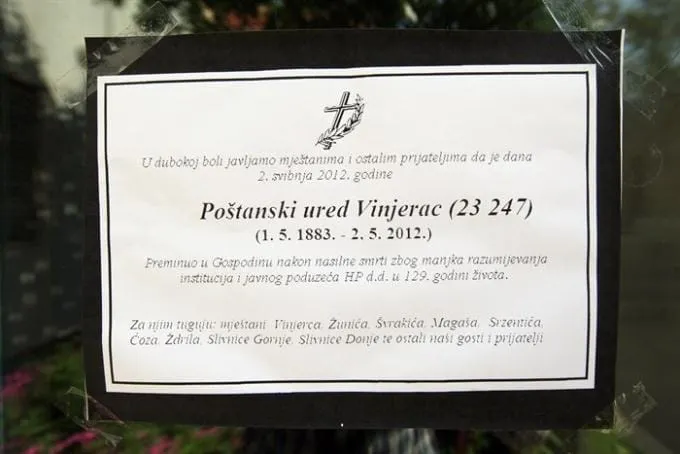 U dubokoj boli javljamo mještanima i ostalim prijateljima da je dana
2. svibnja 2012. godine
Poštanski ured Vinjerac (23 247)
(1. 5. 1883. - 2. 5. 2012.)
Preminuo u Gospodinu nakon nasilne smrti zbog manjka razumijevanja
institucija i javnog poduzeća HP d.d. u 129. godini života.
Za njim tuguju: mještani Vinjerca, Žunića, Švrakića, Magaša, Srzentića,
Ćoza, Ždrila, Slivnice Gornje, Slivnice Donje te ostali naši gosti i prijatelji